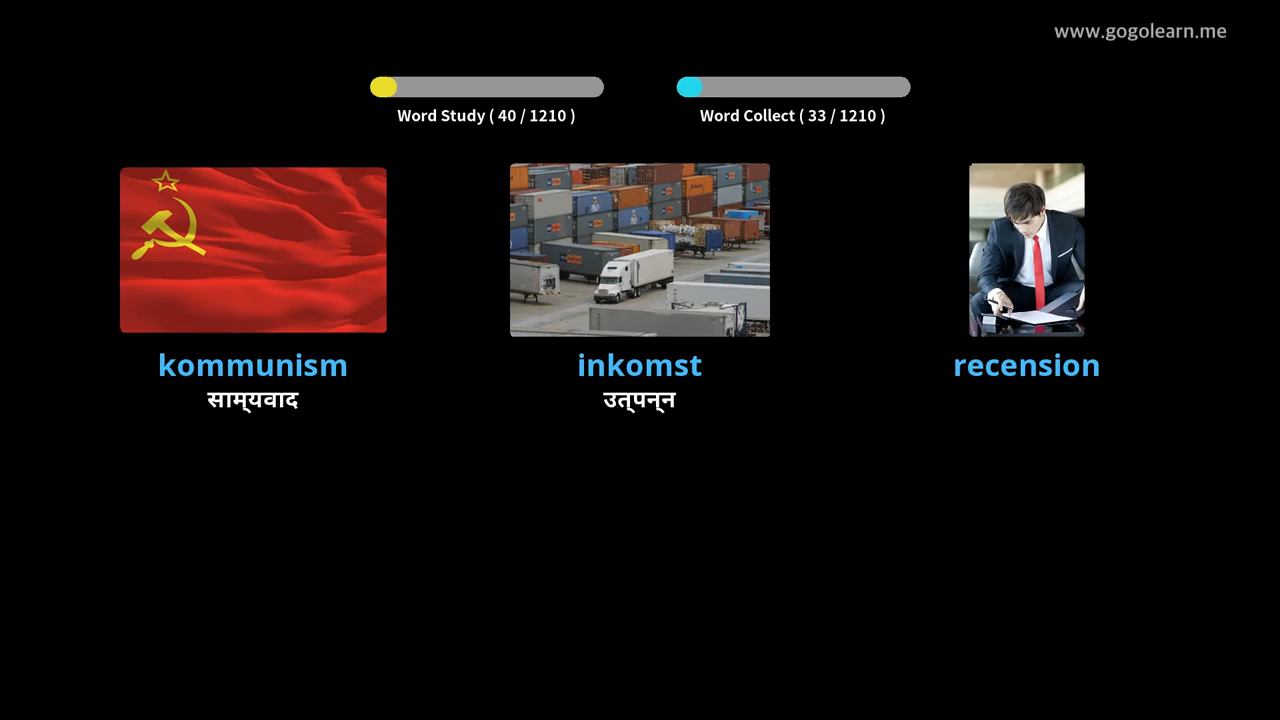 www.gogolearn.me
Word Study ( 40 / 1210 )
Word Collect ( 33 / 1210 )
kommunism
inkomst
recension
साम्यवाद
उत्पन्न